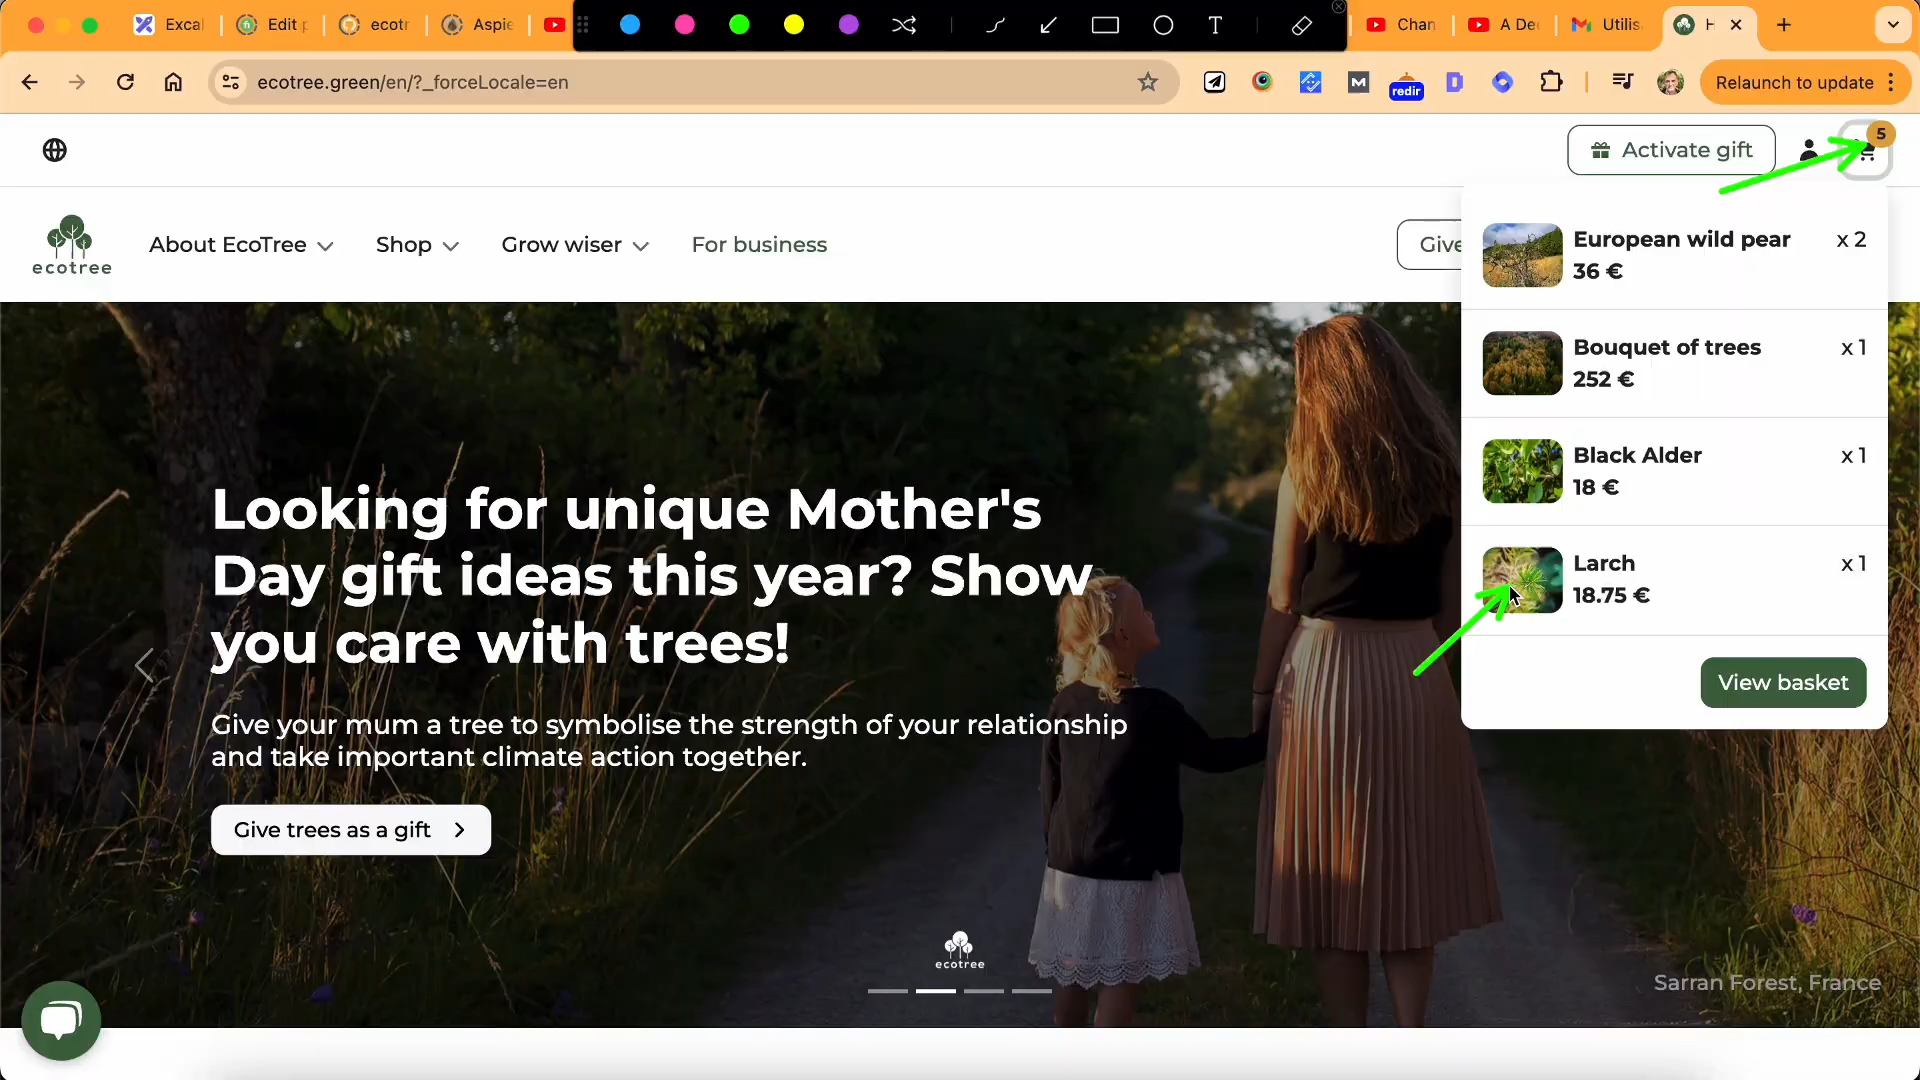 Excal
Edit p
ecotr
Aspie
T
Chan
A De
Utilis
H
ecotree.green/en/?_forceLocale=en
M
redir
D
Relaunch to update
Activate gift
5
ecotree
About EcoTree
Shop
Grow wiser
For business
Give
European wild pear
x 2
36 €
Bouquet of trees
x 1
252 €
Black Alder
x 1
18 €
Larch
x 1
18.75 €
View basket
Looking for unique Mother's
Day gift ideas this year? Show
you care with trees!
Give your mum a tree to symbolise the strength of your relationship
and take important climate action together.
Give trees as a gift
ecotree
Sarran Forest, France